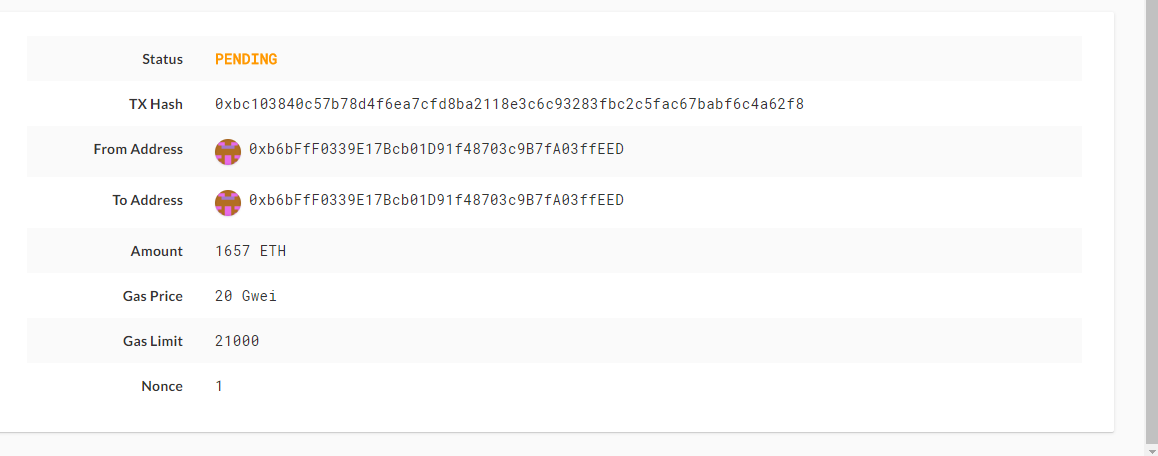 Status PENDING
TX Hash 0xbc103840c57b78d4f6ea7cfd8ba2118e3c6c93283fbc2c5fac67babf6c4a62f8
From Address 0xb6bFfF0339E17Bcb01D91f48703c9B7fA03ffEED
To Address 0xb6bFfF0339E17Bcb01D91f48703c9B7fA03ffEED
Amount 1657 ETH
Gas Price 20 Gwei
Gas Limit 21000
Nonce 1